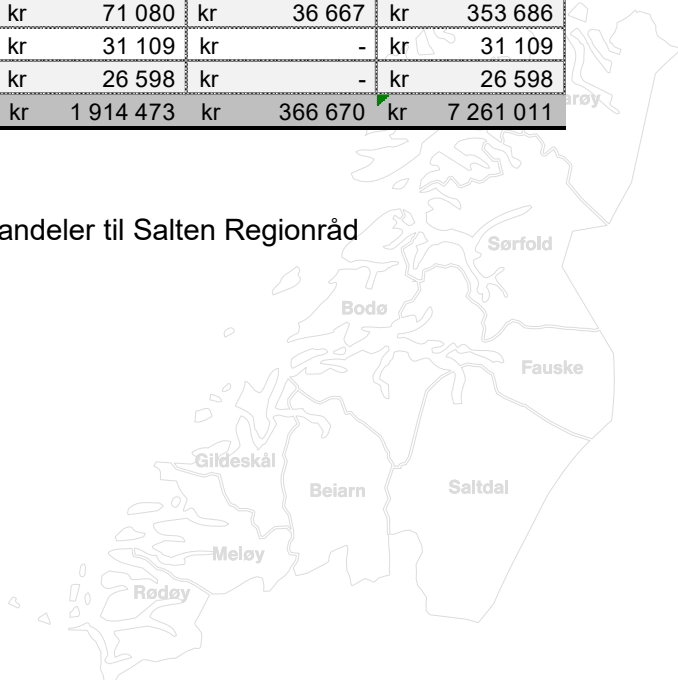 kr 71 080 kr 36 667 kr 353 686
kr 31 109 kr - kr 31 109
kr 26 598 kr - kr 26 598
kr 1 914 473 kr 366 670 kr 7 261 011
arøy
andeler til Salten Regionråd
Sørfold
Bodø
Fauske
Gildeskål
Beiarn
Saltdal
Meløy
Rødøy